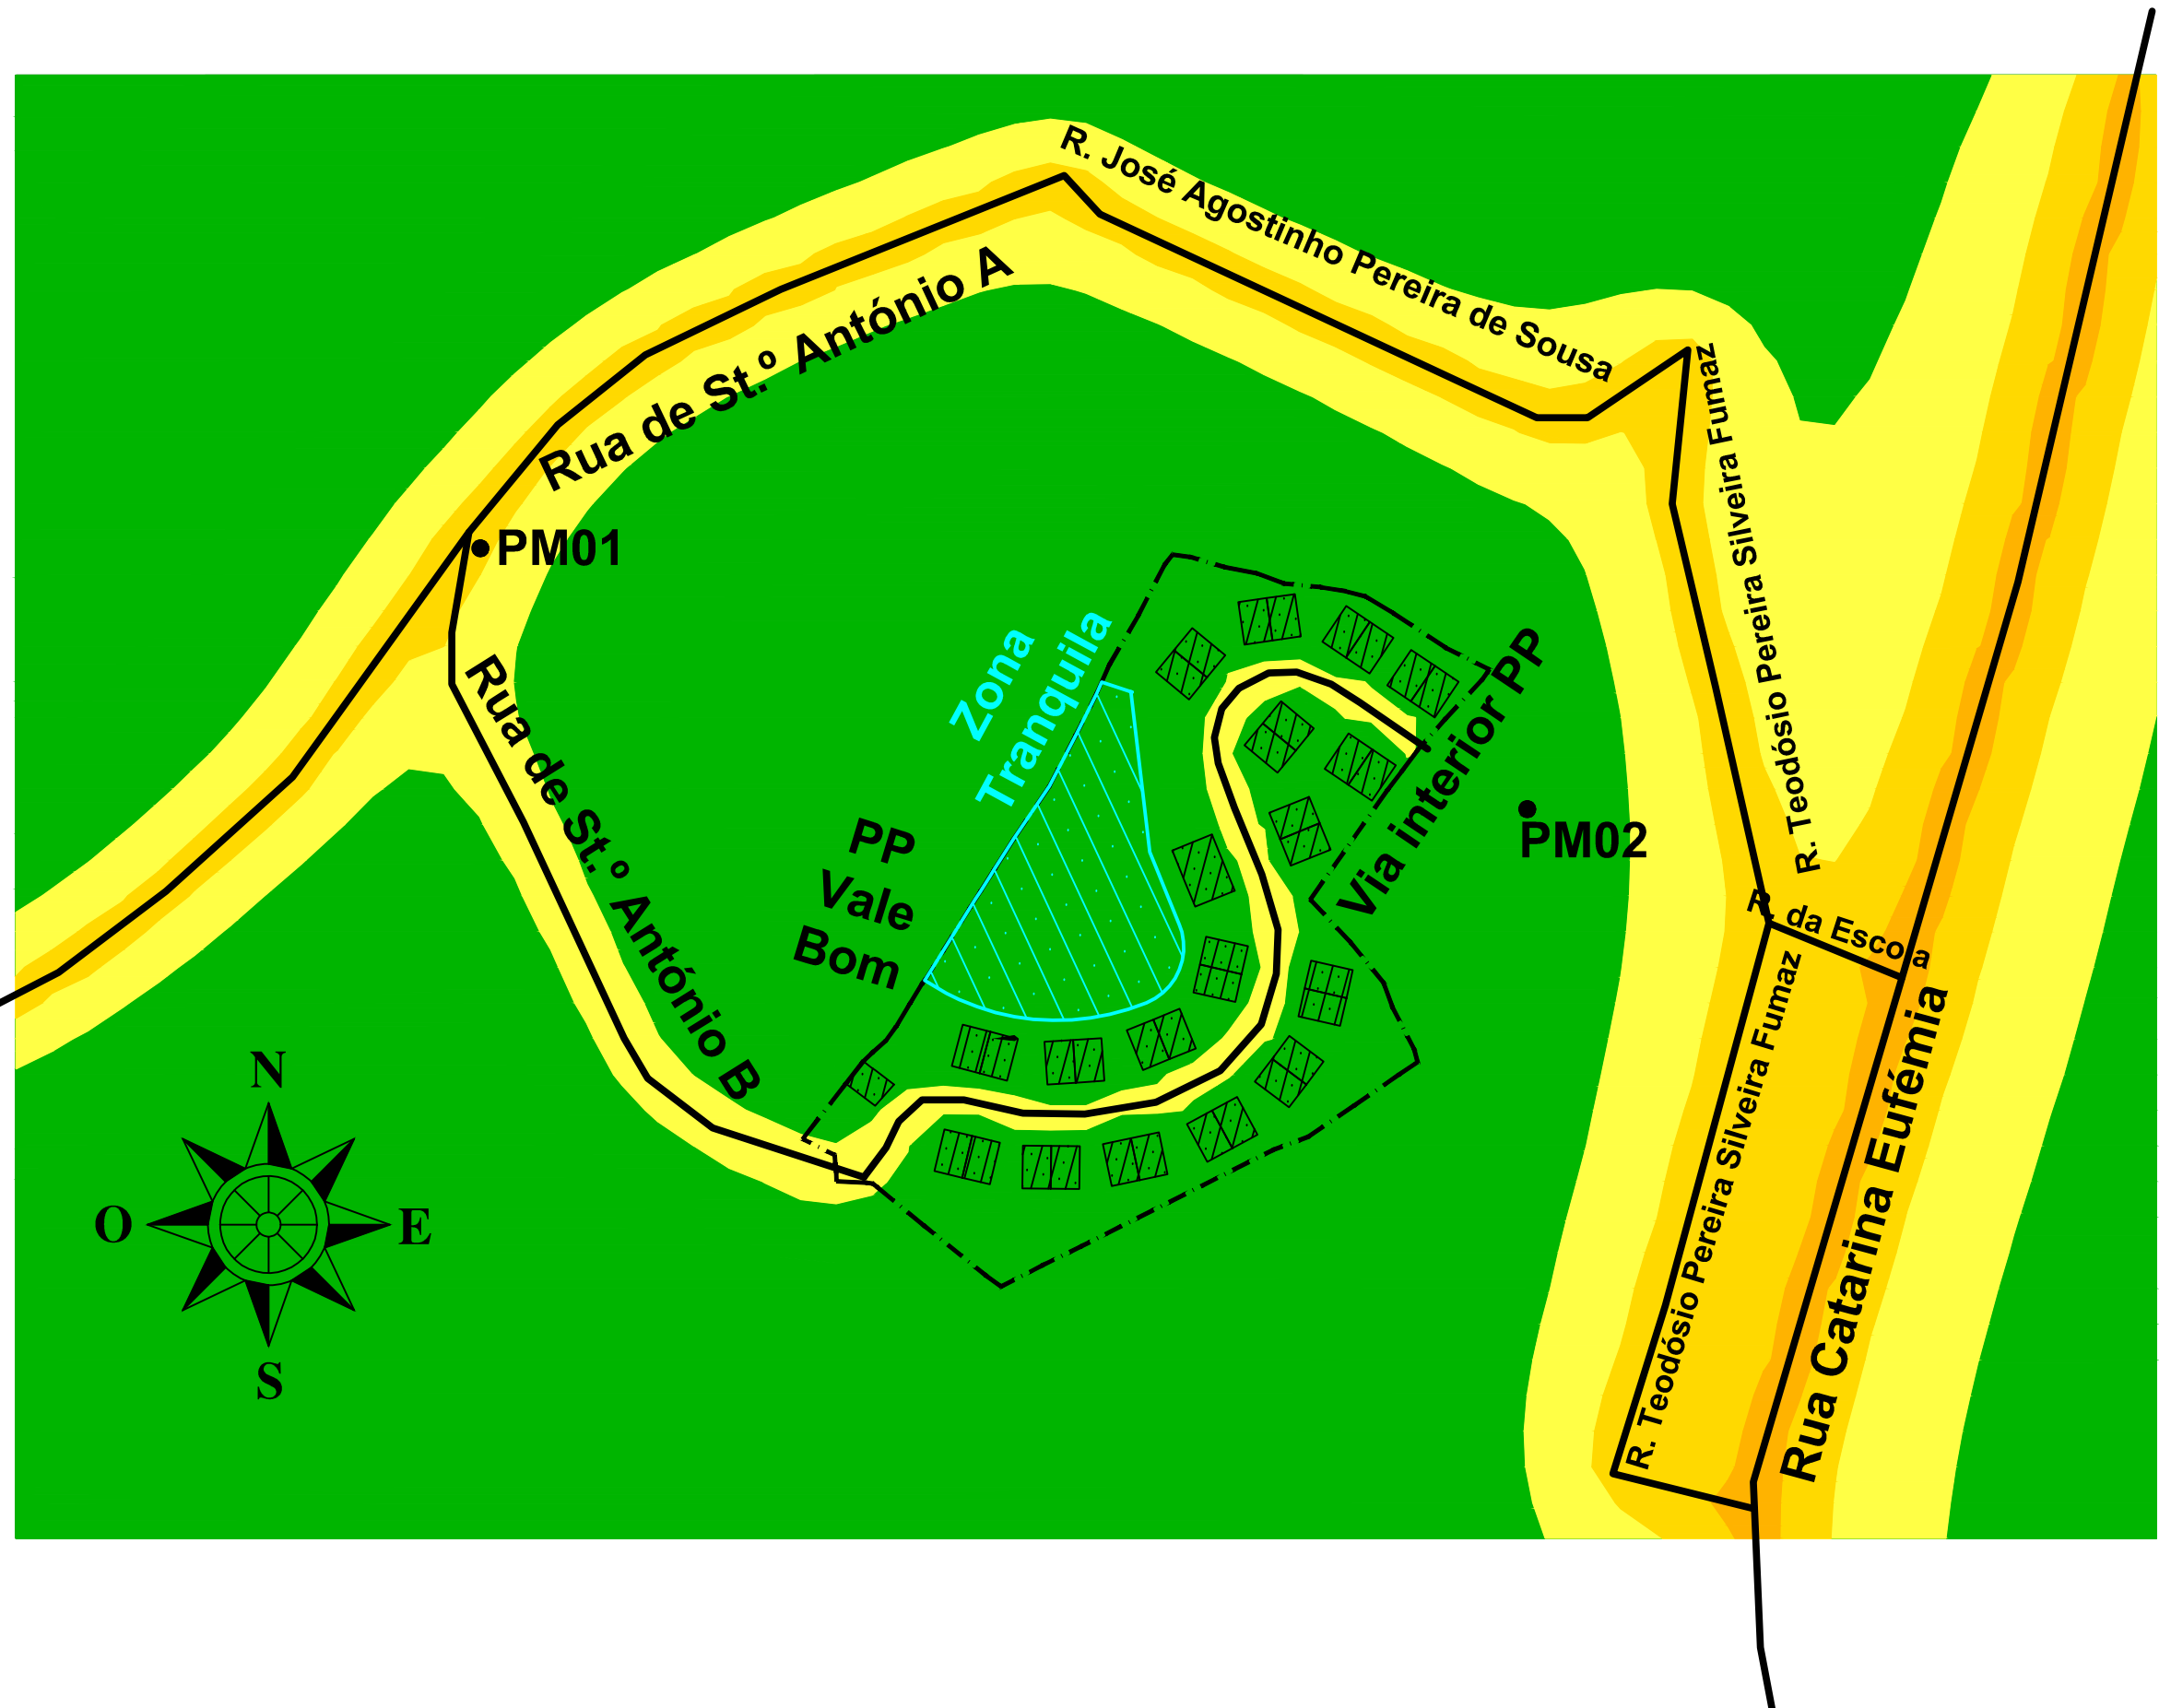 R. José Agostinho Pereira de Sousa
Rua de St.º António A
R. Teodósio Pereira Silveira Fumaz
PM01
Zona
Tranquila
Via interior PP
Rua de St.º António B
PP
Vale
Bom
PM02
R. da Escola
R. Teodósio Pereira Silveira Fumaz
Rua Catarina Eufémia
N
O
E
S